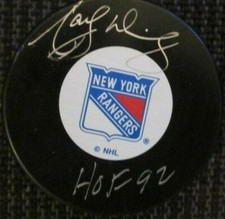 NEW YORK
RANGERS
© NHL
HOF 92